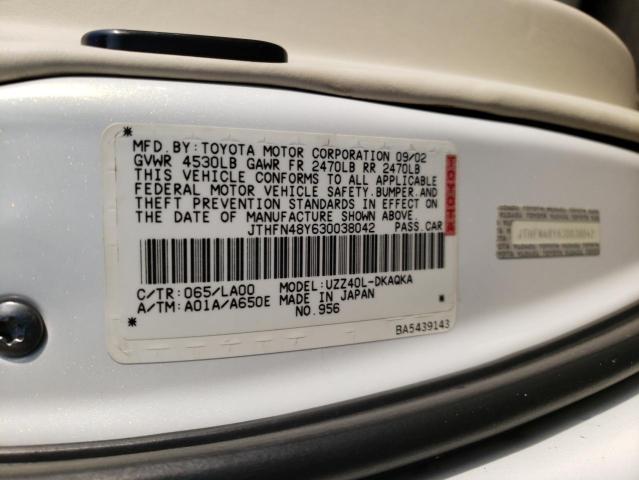 MFD. BY: TOYOTA MOTOR CORPORATION 09/02
GVWR 4530LB GAWR FR 2470LB RR 2470LB
THIS VEHICLE CONFORMS TO ALL APPLICABLE
FEDERAL MOTOR VEHICLE SAFETY, BUMPER, AND
THEFT PREVENTION STANDARDS IN EFFECT ON
THE DATE OF MANUFACTURE SHOWN ABOVE.
JTHFN48Y630038042 PASS.CAR
TOYOTA
C/TR: 065/LA00 MODEL: UZZ40L-DKAQKA
A/TM: A01A/A650E MADE IN JAPAN
NO.956
BA5439143
JTHFN48Y630038042